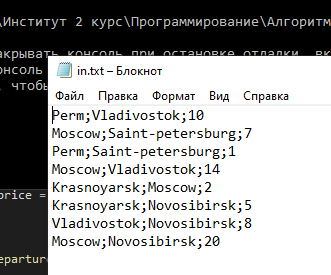 \Институт 2 курс\Программирование\Алгоритм
акрывать консоль при остановке отладки, вк
онсоль
, чтобы
in.txt – Блокнот
Файл Правка Формат Вид Справка
Perm;Vladivostok;10
Moscow;Saint-petersburg;7
Perm;Saint-petersburg;1
Moscow;Vladivostok;14
Krasnoyarsk;Moscow;2
Krasnoyarsk;Novosibirsk;5
Vladivostok;Novosibirsk;8
Moscow;Novosibirsk;20
price =
eparture